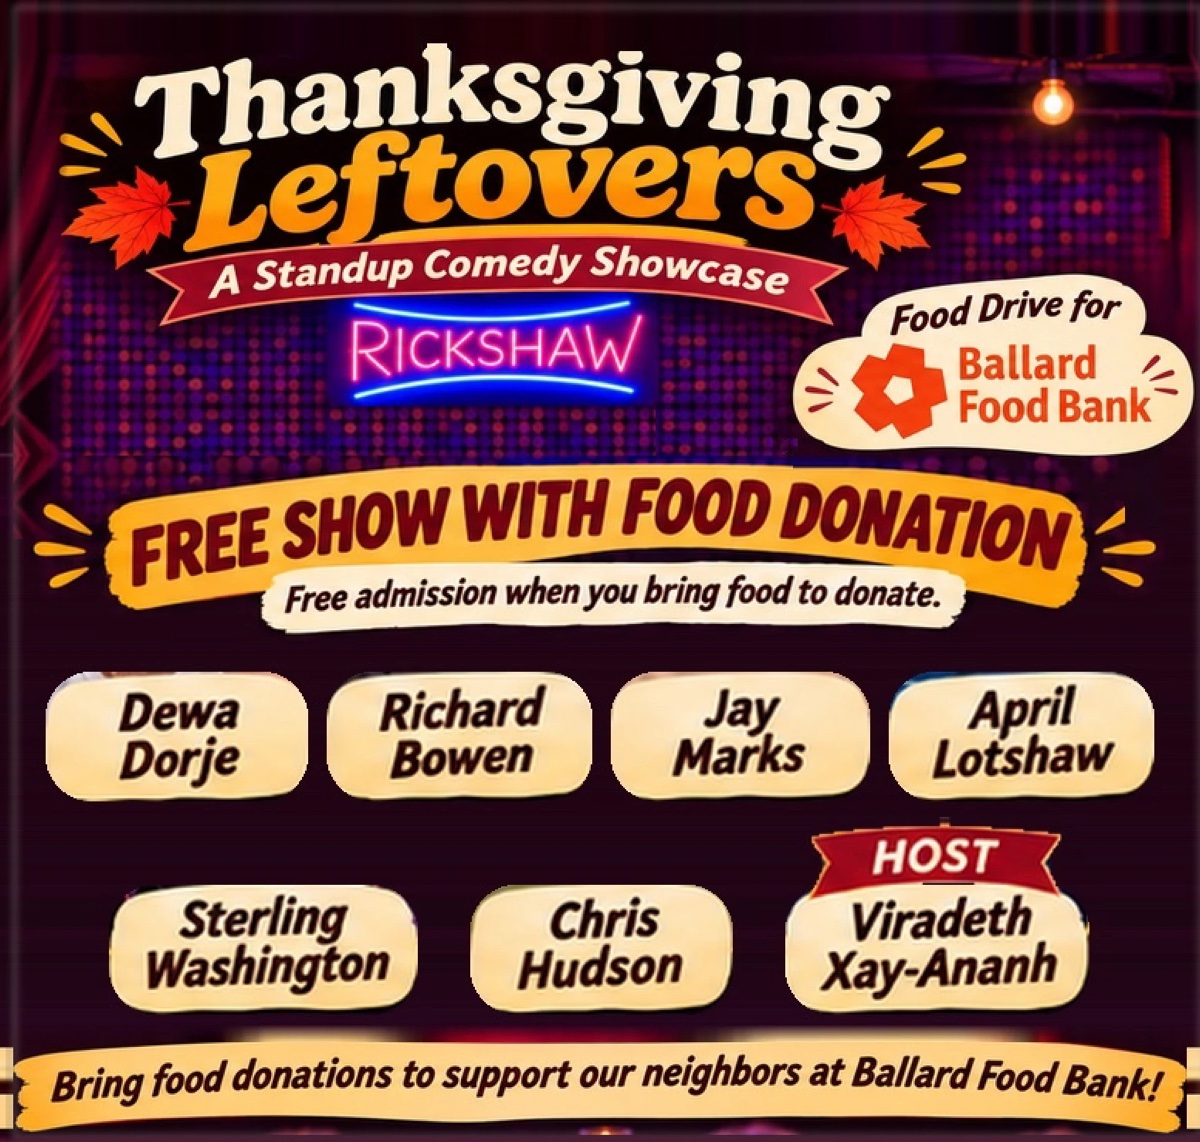 Thanksgiving
Leftovers
A Standup Comedy Showcase
RICKSHAW
Food Drive for
Ballard
Food Bank
FREE SHOW WITH FOOD DONATION
Free admission when you bring food to donate.
Dewa
Dorje
Richard
Bowen
Jay
Marks
April
Lotshaw
Sterling
Washington
Chris
Hudson
HOST
Viradeth
Xay-Ananh
Bring food donations to support our neighbors at Ballard Food Bank!